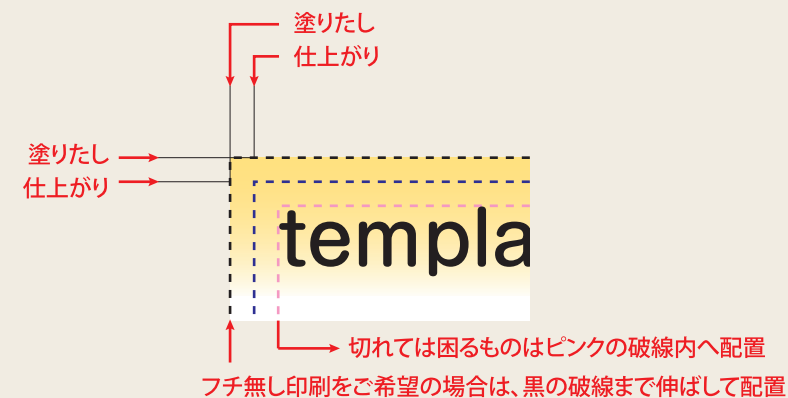 塗りたし
仕上がり
塗りたし
仕上がり
templa
切れては困るものはピンクの破線内へ配置
フチ無し印刷をご希望の場合は、黒の破線まで伸ばして配置